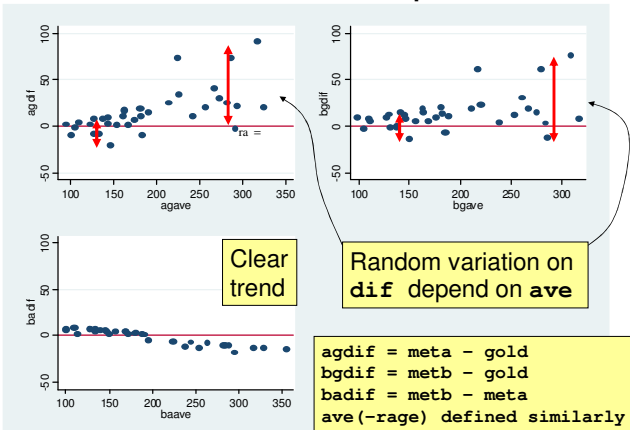 agdif
100
50
0
-50
100 150 200 250 300 350
agave
ra =
bgdif
100
50
0
-50
100 150 200 250 300
bgave
badif
100
50
0
-50
100 150 200 250 300 350
baave
Clear
trend
Random variation on
dif depend on ave
agdif = meta – gold
bgdif = metb – gold
badif = metb – meta
ave(-rage) defined similarly